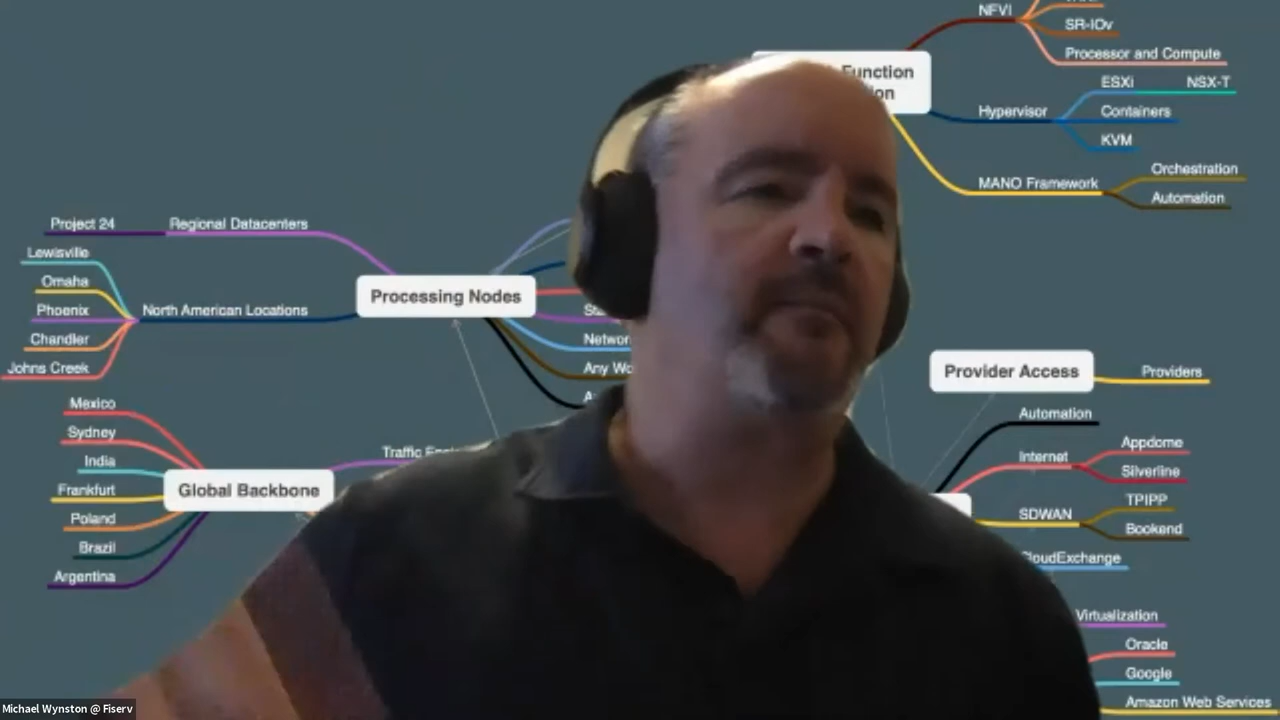 NFVI
SR-IOv
Processor and Compute
Function
ESXi
NSX-T
Hypervisor
Containers
KVM
MANO Framework
Orchestration
Automation
Project 24
Regional Datacenters
Lewisville
Omaha
Phoenix
North American Locations
Chandler
Johns Creek
Processing Nodes
Any
Provider Access
Providers
Mexico
Sydney
India
Frankfurt
Poland
Brazil
Argentina
Global Backbone
Traffic
Automation
Internet
Appdome
Silverline
SDWAN
TPIPP
Bookend
CloudExchange
Virtualization
Oracle
Google
Amazon Web Services
Michael Wynston @ Fiserv